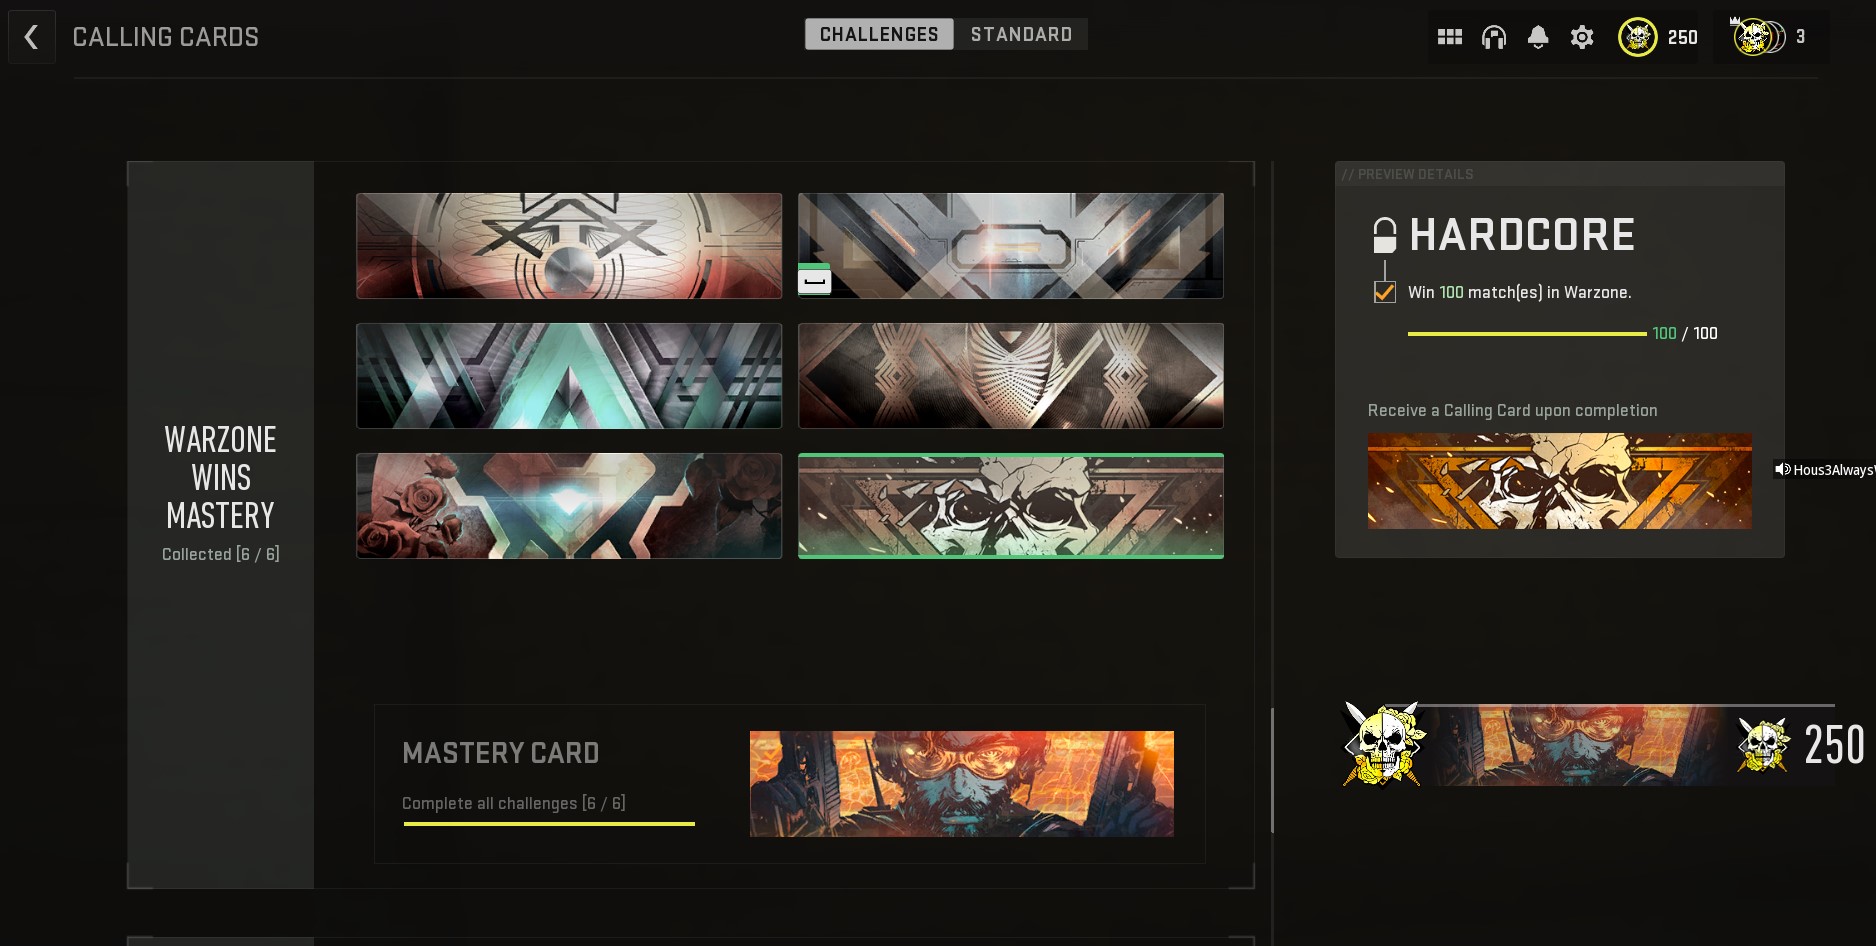 CALLING CARDS
CHALLENGES
STANDARD
250
3
WARZONE
WINS
MASTERY
Collected [6 / 6]
MASTERY CARD
Complete all challenges [6 / 6]
// PREVIEW DETAILS
HARDCORE
Win 100 match(es) in Warzone.
100 / 100
Receive a Calling Card upon completion
Hous3Always
250